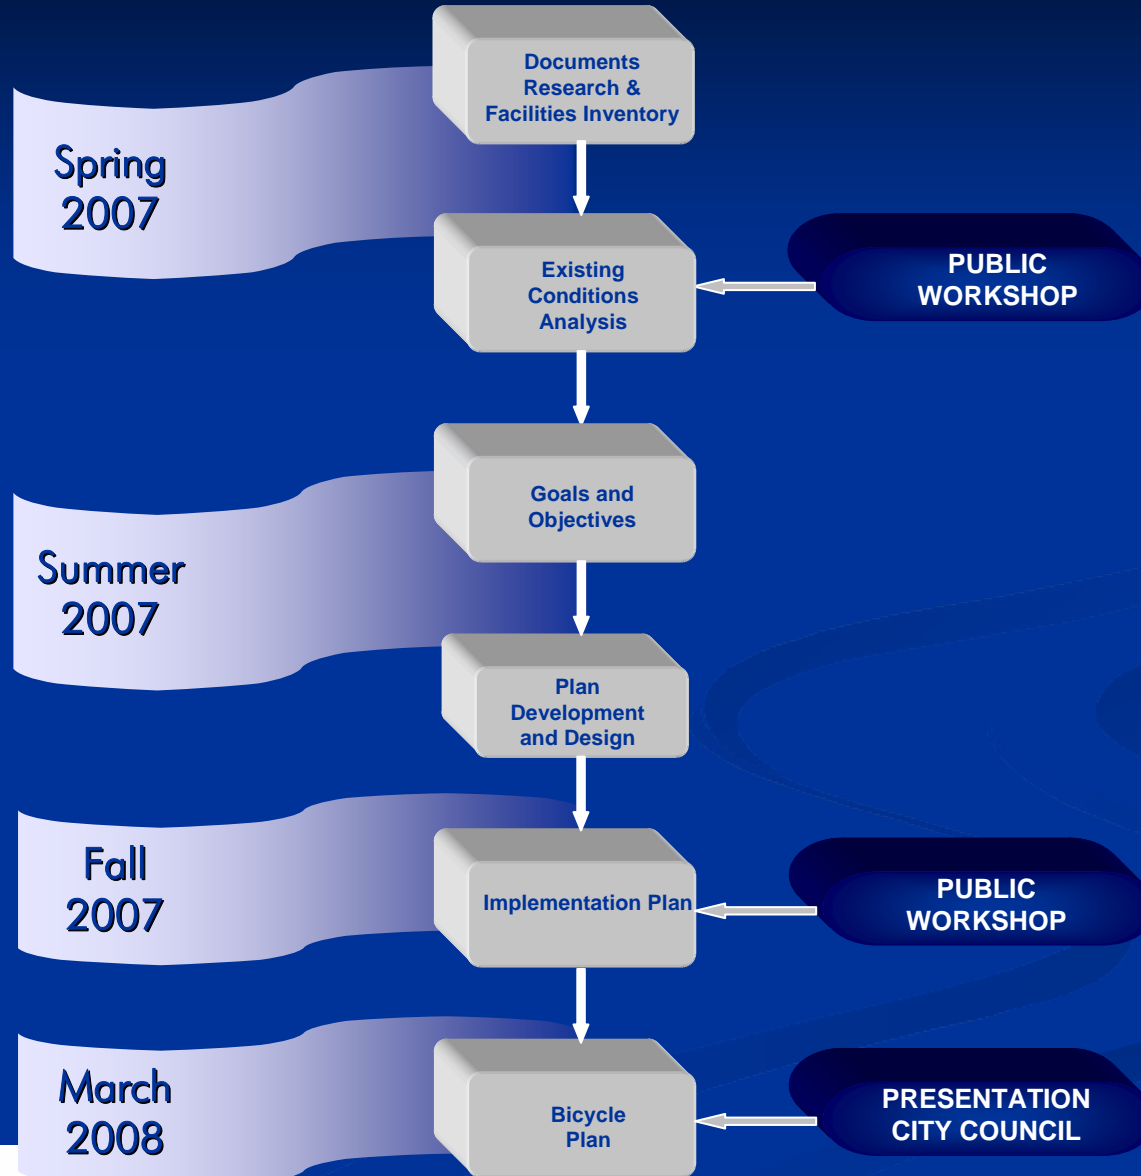 Documents
Research &
Facilities Inventory
Spring
2007
Existing
Conditions
Analysis
PUBLIC
WORKSHOP
Goals and
Objectives
Summer
2007
Plan
Development
and Design
Fall
2007
Implementation Plan
PUBLIC
WORKSHOP
March
2008
Bicycle
Plan
PRESENTATION
CITY COUNCIL